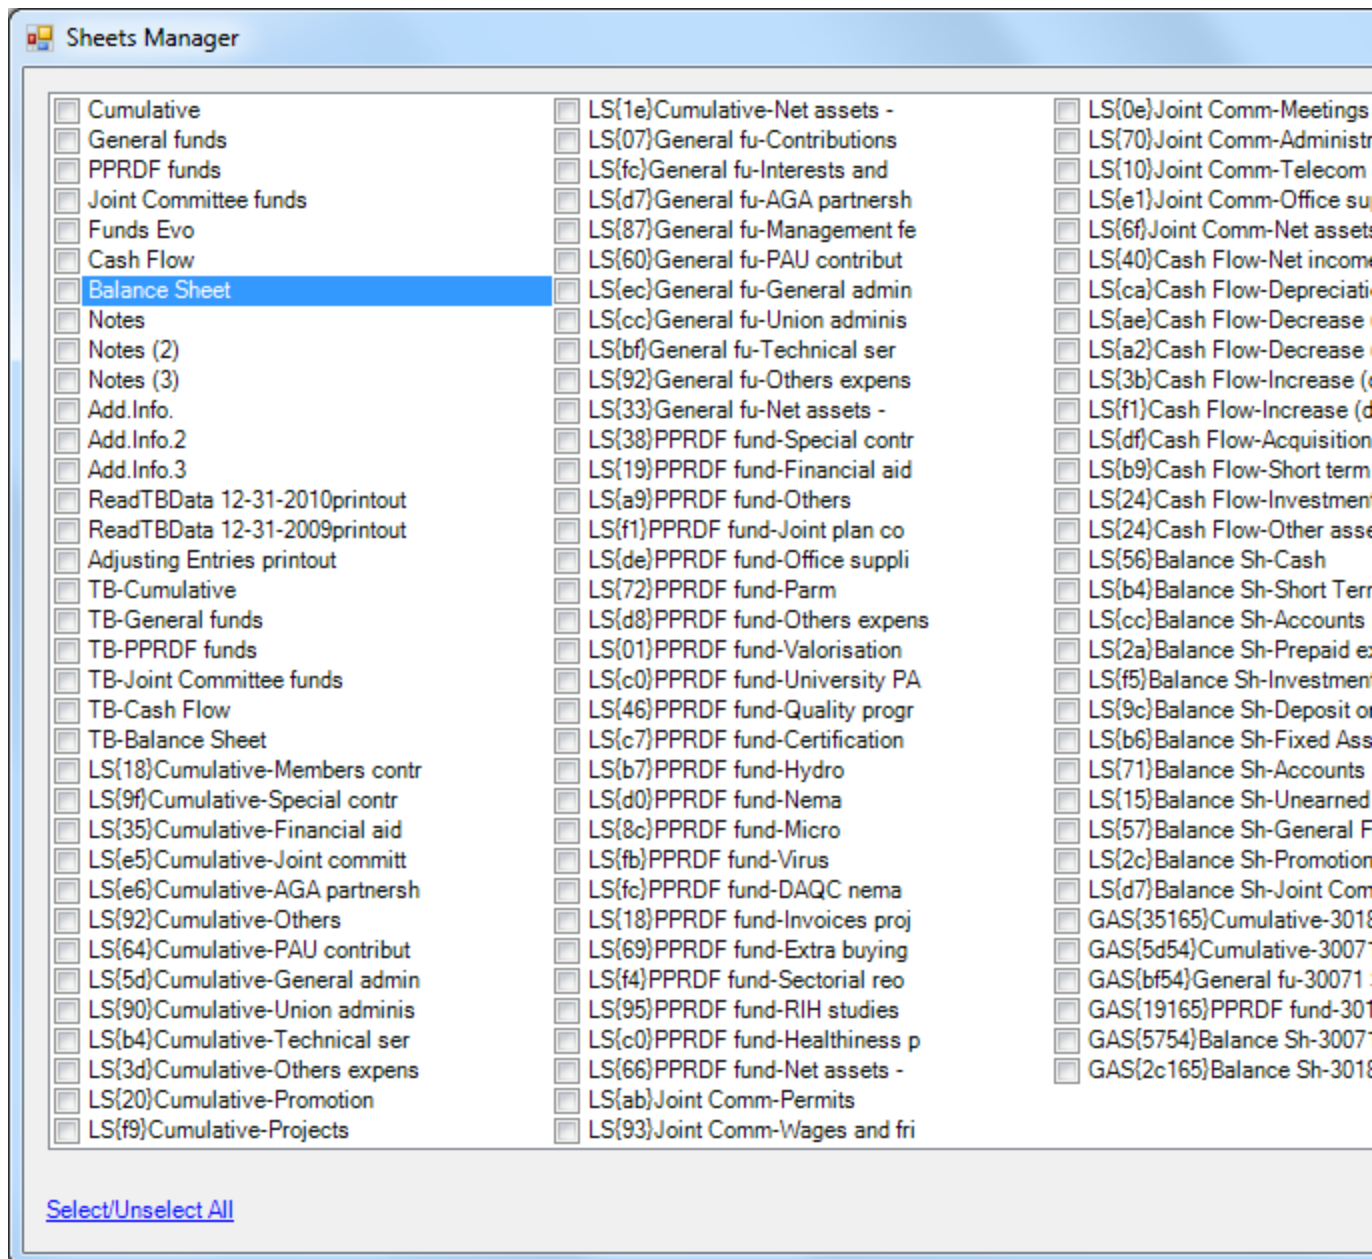 Sheets Manager
Cumulative
General funds
PPRDF funds
Joint Committee funds
Funds Evo
Cash Flow
Balance Sheet
Notes
Notes (2)
Notes (3)
Add.Info.
Add.Info.2
Add.Info.3
ReadTBData 12-31-2010printout
ReadTBData 12-31-2009printout
Adjusting Entries printout
TB-Cumulative
TB-General funds
TB-PPRDF funds
TB-Joint Committee funds
TB-Cash Flow
TB-Balance Sheet
LS{18}Cumulative-Members contr
LS{9f}Cumulative-Special contr
LS{35}Cumulative-Financial aid
LS{e5}Cumulative-Joint committ
LS{e6}Cumulative-AGA partnersh
LS{92}Cumulative-Others
LS{64}Cumulative-PAU contribut
LS{5d}Cumulative-General admin
LS{90}Cumulative-Union adminis
LS{b4}Cumulative-Technical ser
LS{3d}Cumulative-Others expens
LS{20}Cumulative-Promotion
LS{f9}Cumulative-Projects
LS{1e}Cumulative-Net assets -
LS{07}General fu-Contributions
LS{fc}General fu-Interests and
LS{d7}General fu-AGA partnersh
LS{87}General fu-Management fe
LS{60}General fu-PAU contribut
LS{ec}General fu-General admin
LS{cc}General fu-Union adminis
LS{bf}General fu-Technical ser
LS{92}General fu-Others expens
LS{33}General fu-Net assets -
LS{38}PPRDF fund-Special contr
LS{19}PPRDF fund-Financial aid
LS{a9}PPRDF fund-Others
LS{f1}PPRDF fund-Joint plan co
LS{de}PPRDF fund-Office suppli
LS{72}PPRDF fund-Parm
LS{d8}PPRDF fund-Others expens
LS{01}PPRDF fund-Valorisation
LS{c0}PPRDF fund-University PA
LS{46}PPRDF fund-Quality progr
LS{c7}PPRDF fund-Certification
LS{b7}PPRDF fund-Hydro
LS{d0}PPRDF fund-Nema
LS{8c}PPRDF fund-Micro
LS{fb}PPRDF fund-Virus
LS{fc}PPRDF fund-DAQC nema
LS{18}PPRDF fund-Invoices proj
LS{69}PPRDF fund-Extra buying
LS{f4}PPRDF fund-Sectorial reo
LS{95}PPRDF fund-RIH studies
LS{c0}PPRDF fund-Healthiness p
LS{66}PPRDF fund-Net assets -
LS{ab}Joint Comm-Permits
LS{93}Joint Comm-Wages and fri
LS{0e}Joint Comm-Meetings
LS{70}Joint Comm-Administr
LS{10}Joint Comm-Telecom
LS{e1}Joint Comm-Office su
LS{6f}Joint Comm-Net assets
LS{40}Cash Flow-Net income
LS{ca}Cash Flow-Depreciati
LS{ae}Cash Flow-Decrease
LS{a2}Cash Flow-Decrease
LS{3b}Cash Flow-Increase (
LS{f1}Cash Flow-Increase (d
LS{df}Cash Flow-Acquisition
LS{b9}Cash Flow-Short term
LS{24}Cash Flow-Investment
LS{24}Cash Flow-Other asse
LS{56}Balance Sh-Cash
LS{b4}Balance Sh-Short Term
LS{cc}Balance Sh-Accounts
LS{2a}Balance Sh-Prepaid ex
LS{f5}Balance Sh-Investment
LS{9c}Balance Sh-Deposit or
LS{b6}Balance Sh-Fixed Ass
LS{71}Balance Sh-Accounts
LS{15}Balance Sh-Unearned
LS{57}Balance Sh-General F
LS{2c}Balance Sh-Promotion
LS{d7}Balance Sh-Joint Com
GAS{35165}Cumulative-3018
GAS{5d54}Cumulative-30071
GAS{bf54}General fu-30071
GAS{19165}PPRDF fund-301
GAS{5754}Balance Sh-30071
GAS{2c165}Balance Sh-3018
Select/Unselect All